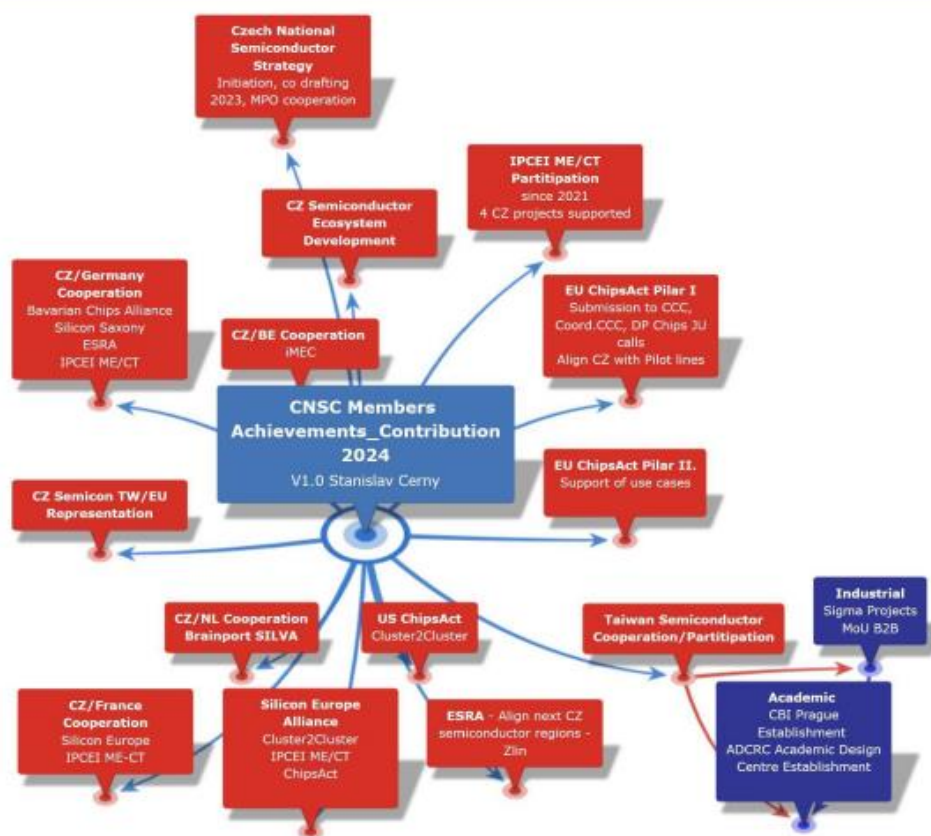 Czech National
Semiconductor
Strategy
Initiation, co drafting
2023, MPO cooperation
IPCEI ME/CT
Partitipation
since 2021
4 CZ projects supported
CZ Semiconductor
Ecosystem
Development
CZ/Germany
Cooperation
Bavarian Chips Alliance
Silicon Saxony
ESRA
IPCEI ME/CT
CZ/BE Cooperation
iMEC
EU ChipsAct Pilar I
Submission to CCC,
Coord.CCC, DP Chips JU
calls
Align CZ with Pilot lines
CNSC Members
Achievements_Contribution
2024
V1.0 Stanislav Cerny
EU ChipsAct Pilar II.
Support of use cases
CZ Semicon TW/EU
Representation
CZ/NL Cooperation
Brainport SILVA
US ChipsAct
Cluster2Cluster
Taiwan Semiconductor
Cooperation/Partitipation
Industrial
Sigma Projects
MoU B2B
CZ/France
Cooperation
Silicon Europe
IPCEI ME-CT
Silicon Europe
Alliance
Cluster2Cluster
IPCEI ME/CT
ChipsAct
ESRA - Align next CZ
semiconductor regions -
Zlin
Academic
CBI Prague
Establishment
ADCRC Academic Design
Centre Establishment